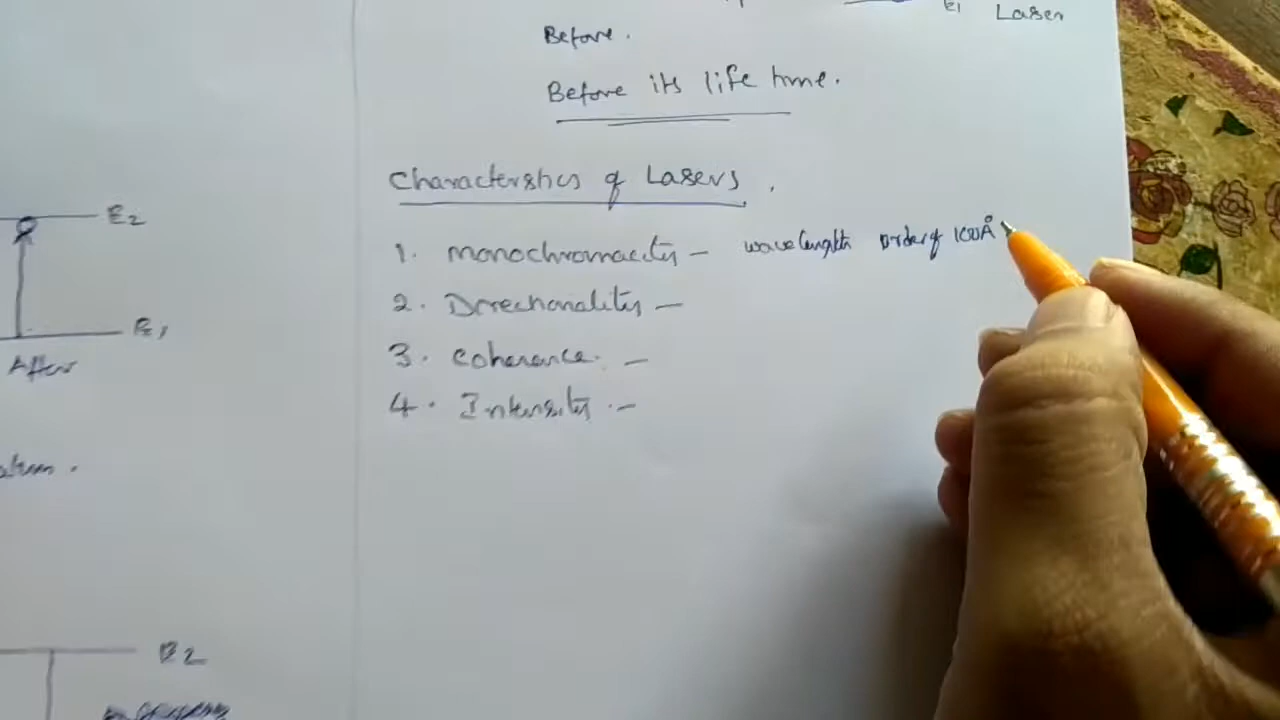 E1 Laser
Before.
Before its life time.
Characterstics of Lasers.
E2
1. Monochromacity - wavelength order of 100Å
2. Directionality -
E1
3. Coherence. -
After
4. Intensity. -
E2